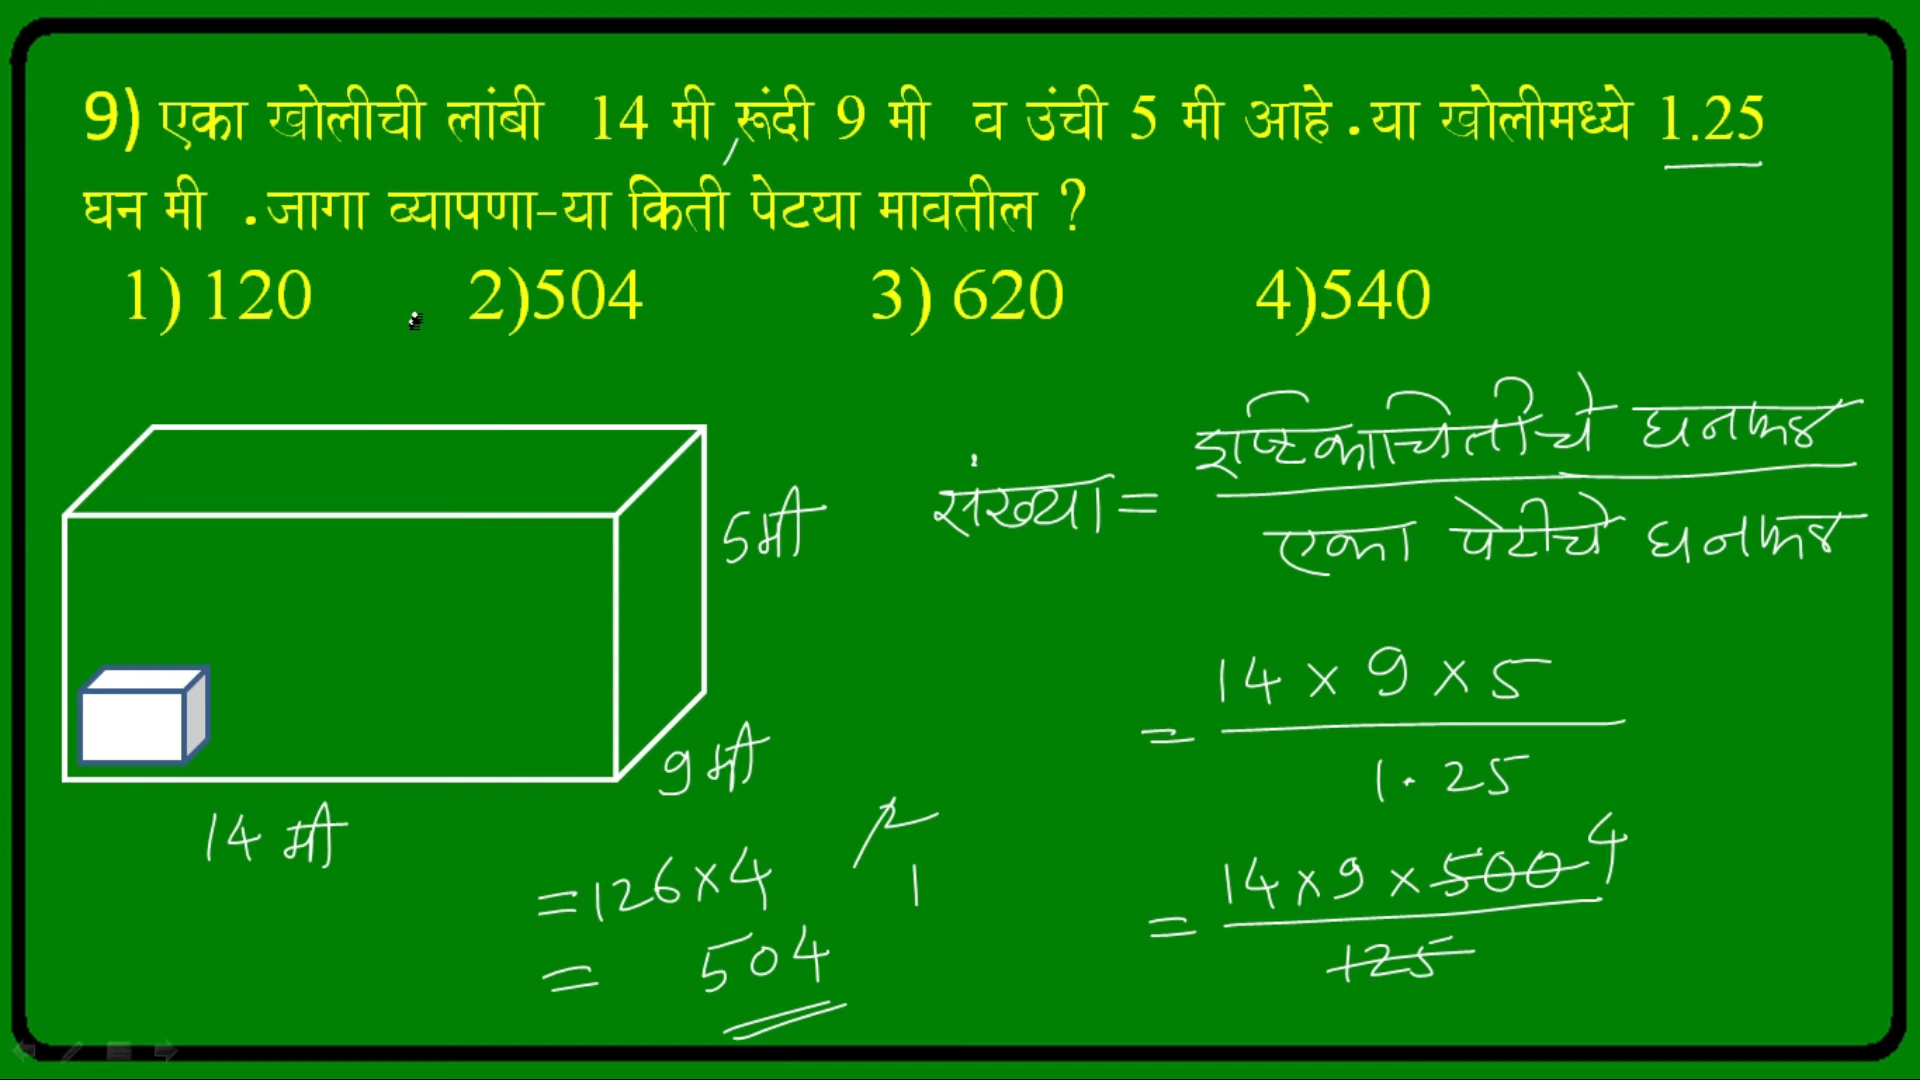 9) एका खोलीची लांबी 14 मी ,रूंदी 9 मी व उंची 5 मी आहे .या खोलीमध्ये 1.25
घन मी .जागा व्यापणा-या किती पेटया मावतील ?
1) 120 2)504 3) 620 4)540
संख्या = इष्टिकाचितीचे घनफळ
एका पेटीचे घनफळ
5मी
9मी
14 मी
= 14 × 9 × 5
1.25
= 14 × 9 × 500 4
125
1
= 126 × 4
= 504